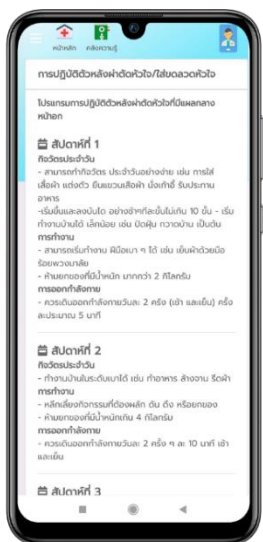 หน้าหลัก คลังความรู้
การปฏิบัติตัวหลังผ่าตัดหัวใจ/ใส่ขดลวดหัวใจ
โปรแกรมการปฏิบัติตัวหลังผ่าตัดหัวใจที่มีแผลกลาง
หน้าอก
สัปดาห์ที่ 1
กิจวัตรประจำวัน
- สามารถทำกิจวัตร ประจำวันอย่างง่าย เช่น การใส่
เสื้อผ้า แต่งตัว ยืนแขวนเสื้อผ้า นั่งเก้าอี้ รับประทาน
อาหาร
-เริ่มขึ้นและลงบันได อย่างช้าๆทีละขั้นไม่เกิน 10 ขั้น - เริ่ม
ทำงานบ้านได้ เล็กน้อย เช่น ปัดฝุ่น กวาดบ้าน เป็นต้น
การทำงาน
- สามารถเริ่มทำงาน ฝีมือเบา ๆ ได้ เช่น เย็บผ้าด้วยมือ
ร้อยพวงมาลัย
- ห้ามยกของที่มีน้ำหนัก มากกว่า 2 กิโลกรัม
การออกกำลังกาย
- ควรเดินออกกำลังกายวันละ 2 ครั้ง (เช้า และเย็น) ครั้ง
ละประมาณ 5 นาที
สัปดาห์ที่ 2
กิจวัตรประจำวัน
- ทำงานบ้านในระดับเบาได้ เช่น ทำอาหาร ล้างจาน รีดผ้า
การทำงาน
- หลีกเลี่ยงกิจกรรมที่ต้องผลัก ดัน ดึง หรือยกของ
- ห้ามยกของที่มีน้ำหนักเกิน 4 กิโลกรัม
การออกกำลังกาย
- ควรเดินออกกำลังกายวันละ 2 ครั้ง ๆ ละ 10 นาที เช้า
และเย็น
สัปดาห์ที่ 3